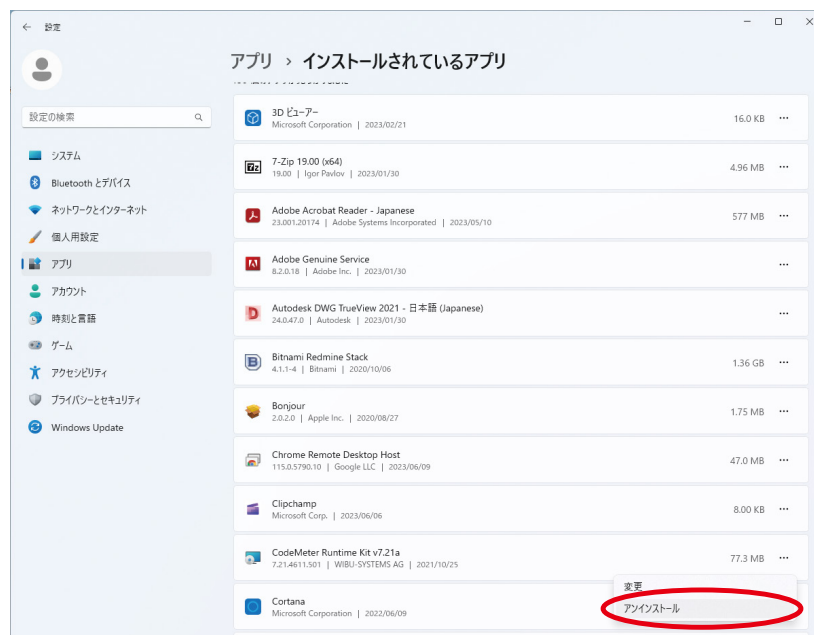 ← 設定
アプリ › インストールされているアプリ
設定の検索
システム
Bluetooth とデバイス
ネットワークとインターネット
個人用設定
アプリ
アカウント
時刻と言語
ゲーム
アクセシビリティ
プライバシーとセキュリティ
Windows Update
3D ビューアー
Microsoft Corporation | 2023/02/21
16.0 KB
7-Zip 19.00 (x64)
19.00 | Igor Pavlov | 2023/01/30
4.96 MB
Adobe Acrobat Reader - Japanese
23.001.20174 | Adobe Systems Incorporated | 2023/05/10
577 MB
Adobe Genuine Service
8.2.0.18 | Adobe Inc. | 2023/01/30
Autodesk DWG TrueView 2021 - 日本語 (Japanese)
24.0.47.0 | Autodesk | 2023/01/30
Bitnami Redmine Stack
4.1.1-4 | Bitnami | 2020/10/06
1.36 GB
Bonjour
2.0.2.0 | Apple Inc. | 2020/08/27
1.75 MB
Chrome Remote Desktop Host
115.0.5790.10 | Google LLC | 2023/06/09
47.0 MB
Clipchamp
Microsoft Corp. | 2023/06/06
8.00 KB
CodeMeter Runtime Kit v7.21a
7.21.4611.501 | WIBU-SYSTEMS AG | 2021/10/25
77.3 MB
Cortana
Microsoft Corporation | 2022/06/09
変更
アンインストール